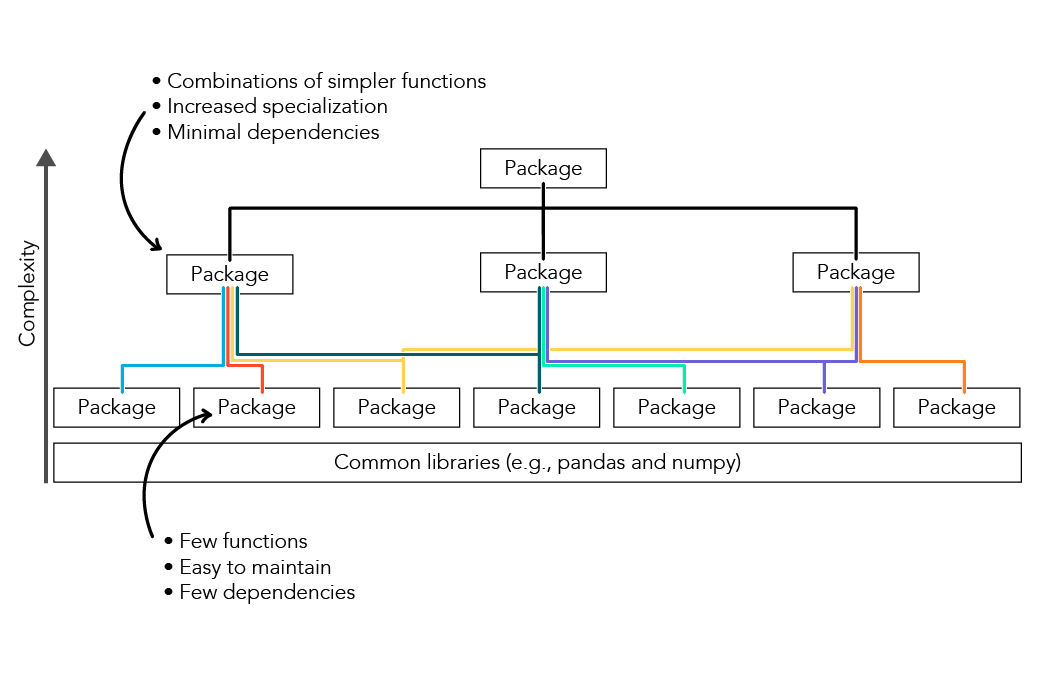 • Combinations of simpler functions
• Increased specialization
• Minimal dependencies
Package
Complexity
Package
Package
Package
Package
Package
Package
Package
Package
Package
Package
Common libraries (e.g., pandas and numpy)
• Few functions
• Easy to maintain
• Few dependencies